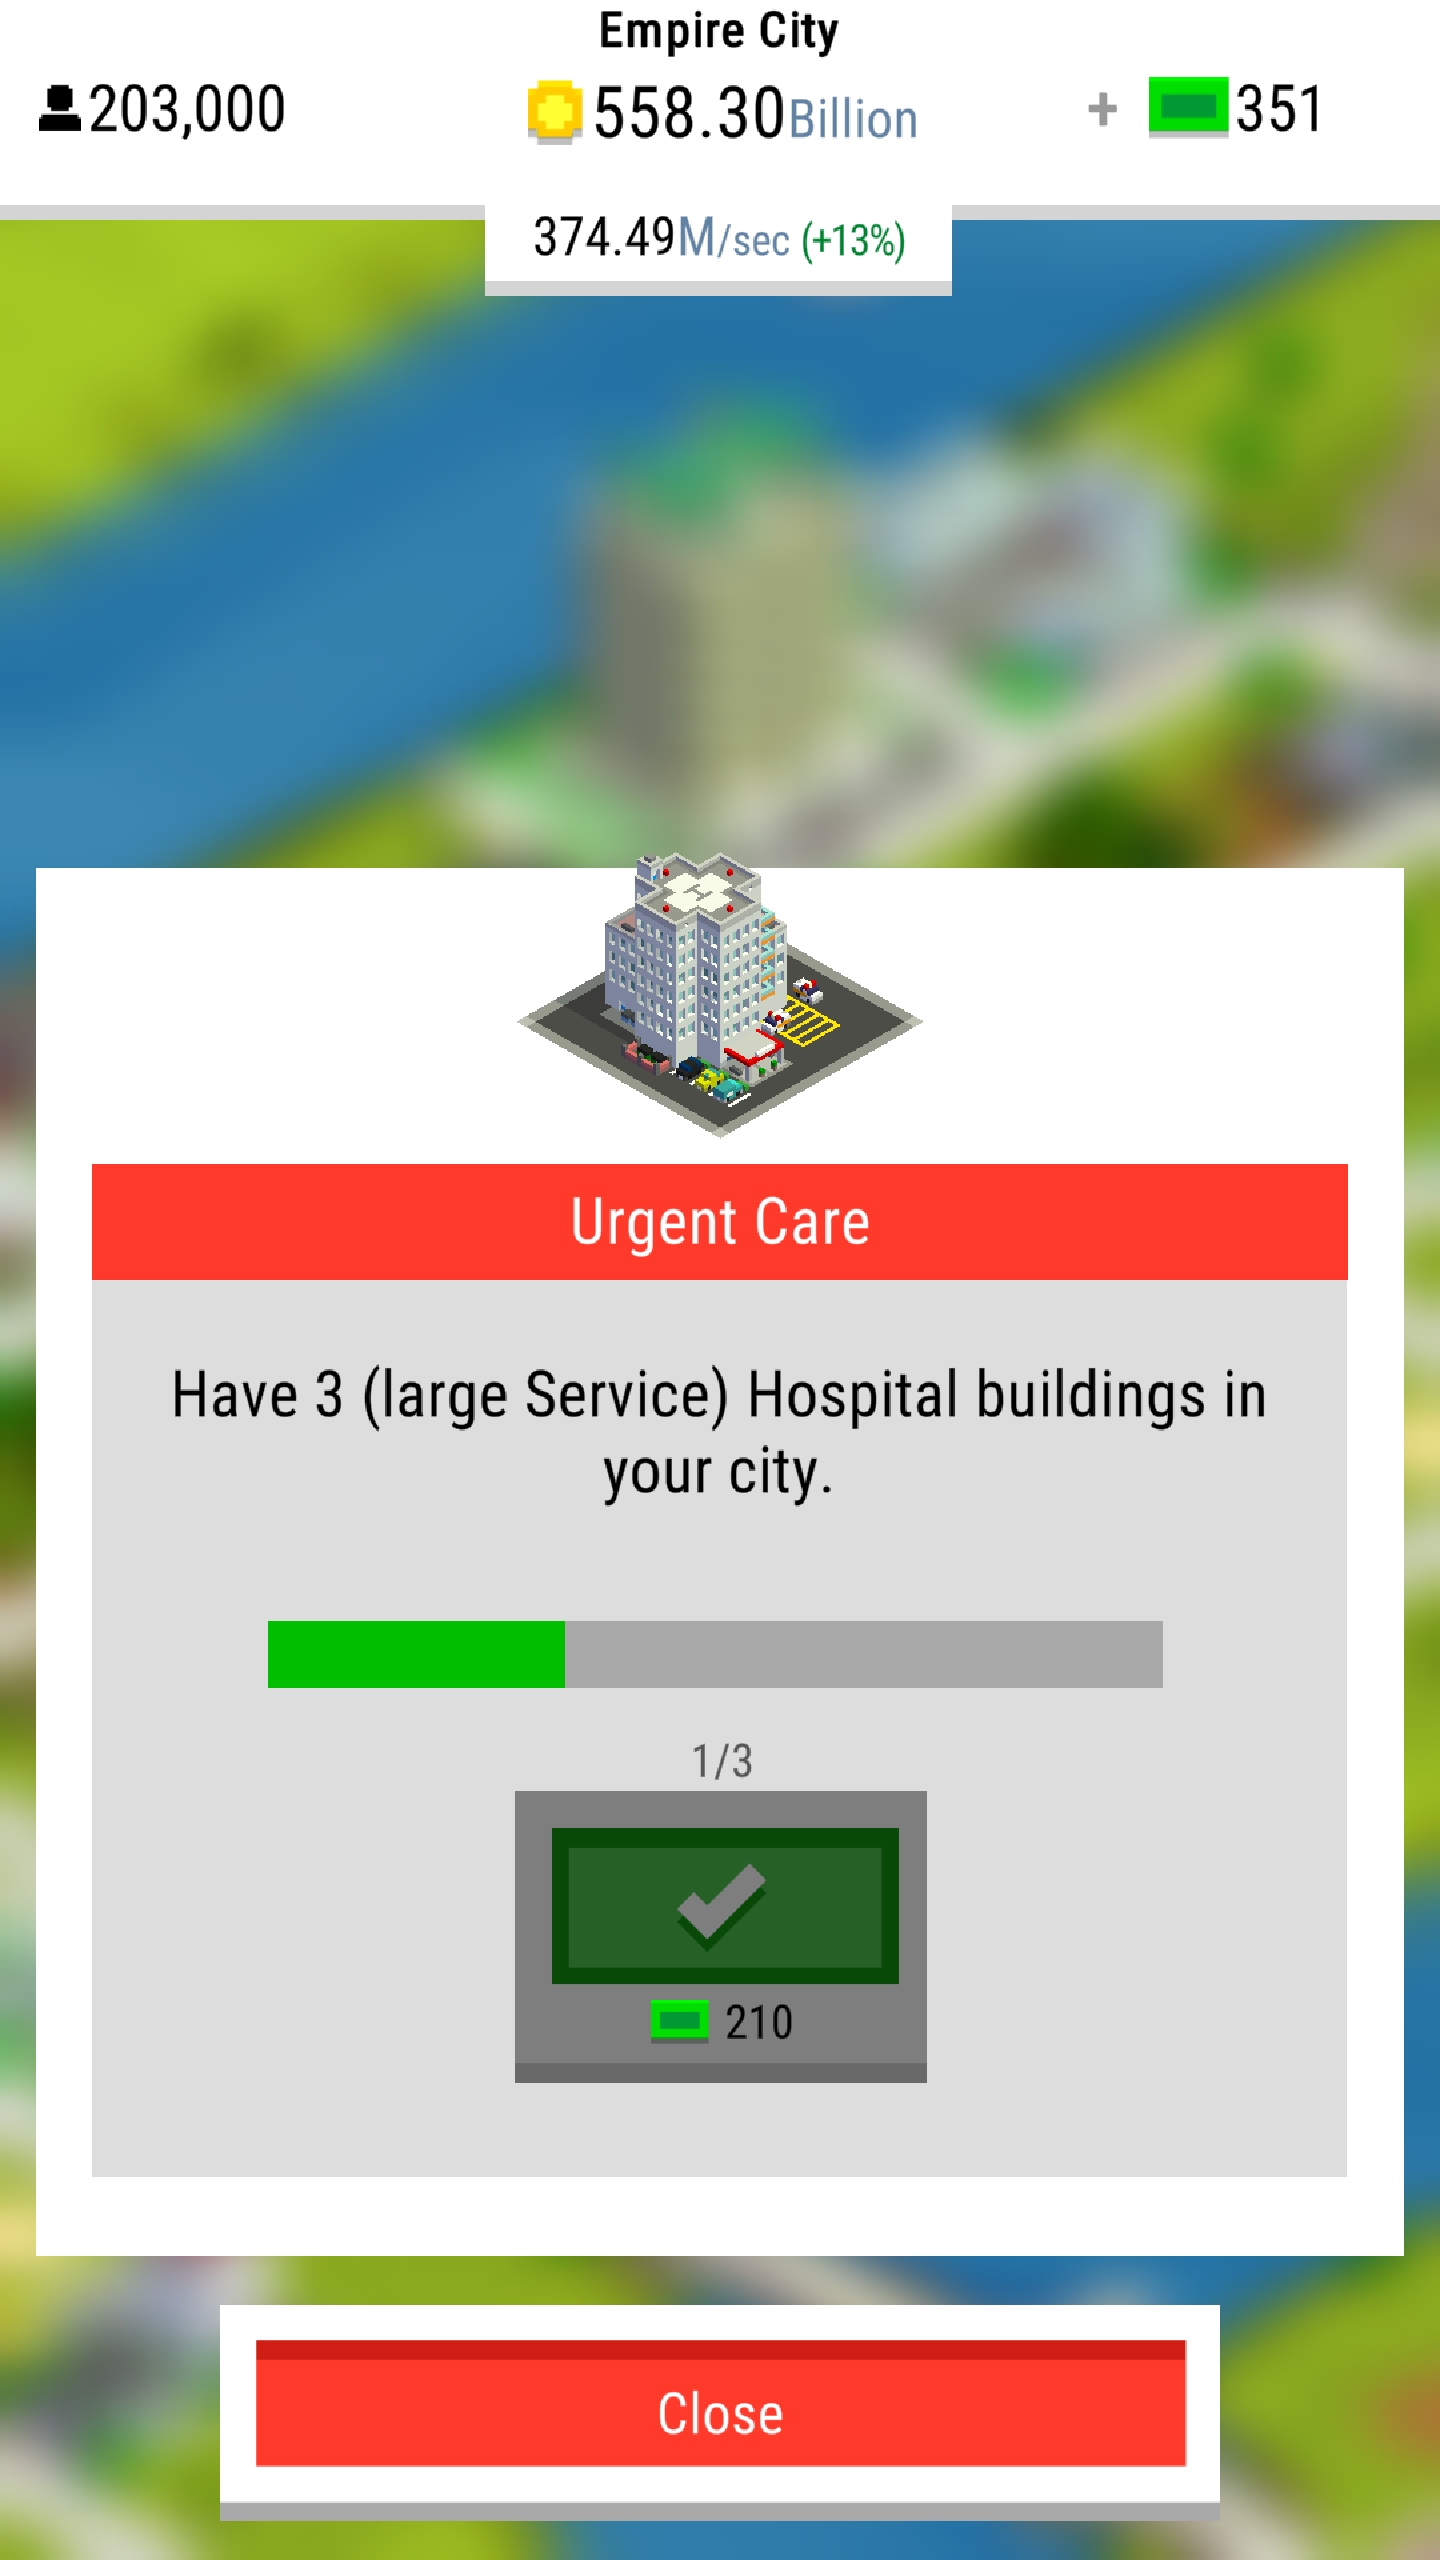 Empire City
203,000
558.30Billion
+ 351
374.49M/sec (+13%)
Urgent Care
Have 3 (large Service) Hospital buildings in
your city.
1/3
210
Close